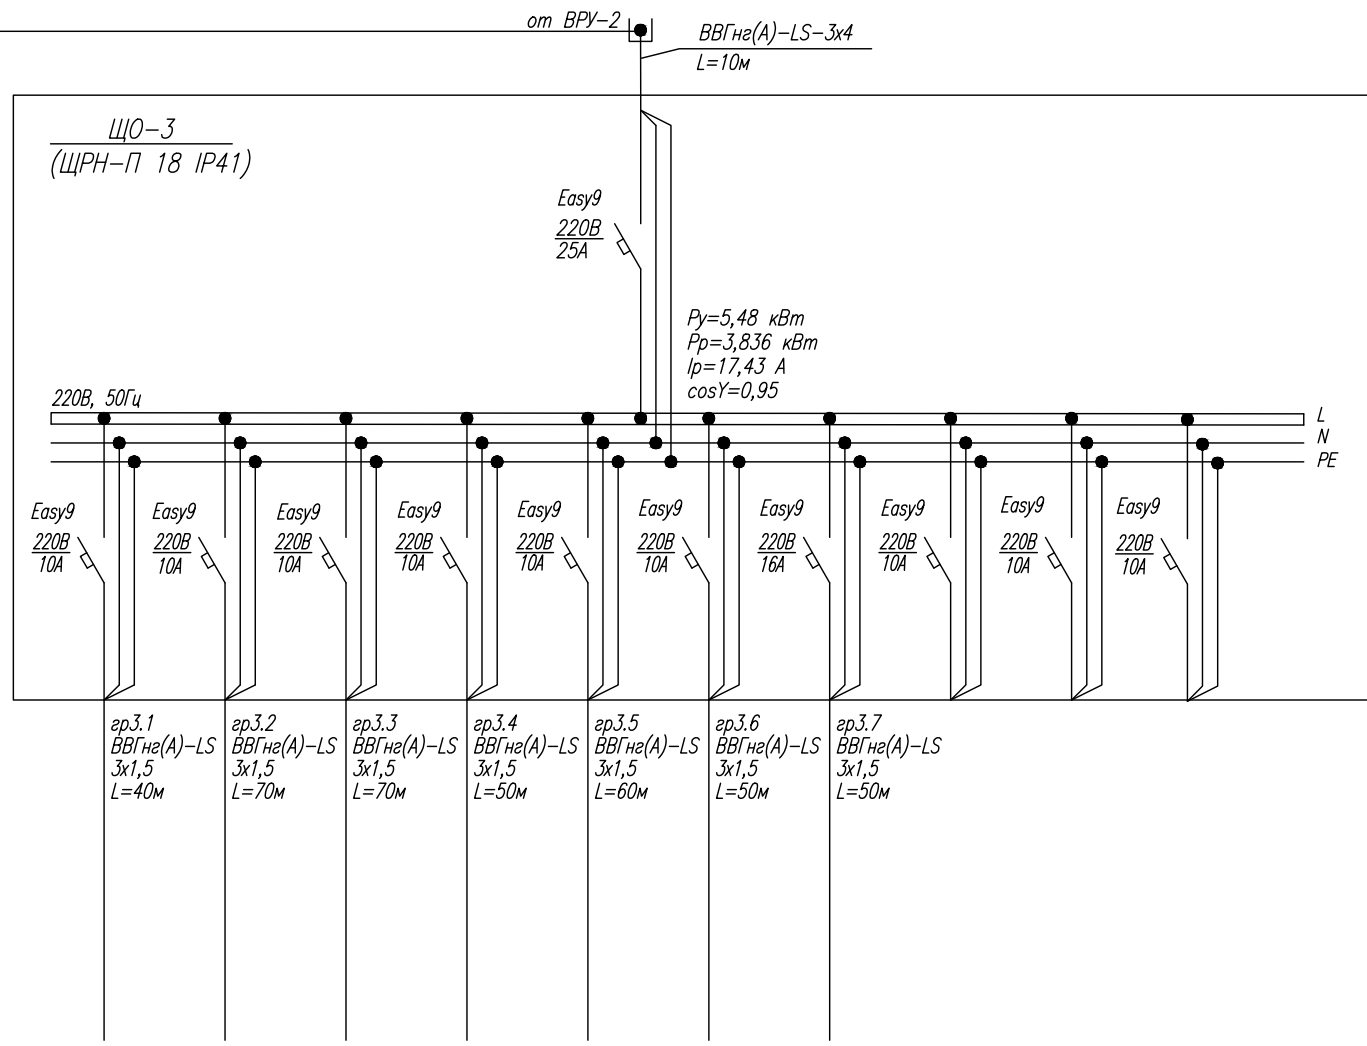 от ВРУ-2
ВВГнг(А)-LS-3х4
L=10м
ЩО-3
(ЩРН-П 18 IP41)
Easy9
220В
25А
Ру=5,48 кВт
Рр=3,836 кВт
Iр=17,43 А
cosY=0,95
220В, 50Гц
L
N
PE
Easy9
220В
10А
Easy9
220В
10А
Easy9
220В
10А
Easy9
220В
10А
Easy9
220В
10А
Easy9
220В
10А
Easy9
220В
16А
Easy9
220В
10А
Easy9
220В
10А
Easy9
220В
10А
гр3.1
ВВГнг(А)-LS
3х1,5
L=40м
гр3.2
ВВГнг(А)-LS
3х1,5
L=70м
гр3.3
ВВГнг(А)-LS
3х1,5
L=70м
гр3.4
ВВГнг(А)-LS
3х1,5
L=50м
гр3.5
ВВГнг(А)-LS
3х1,5
L=60м
гр3.6
ВВГнг(А)-LS
3х1,5
L=50м
гр3.7
ВВГнг(А)-LS
3х1,5
L=50м